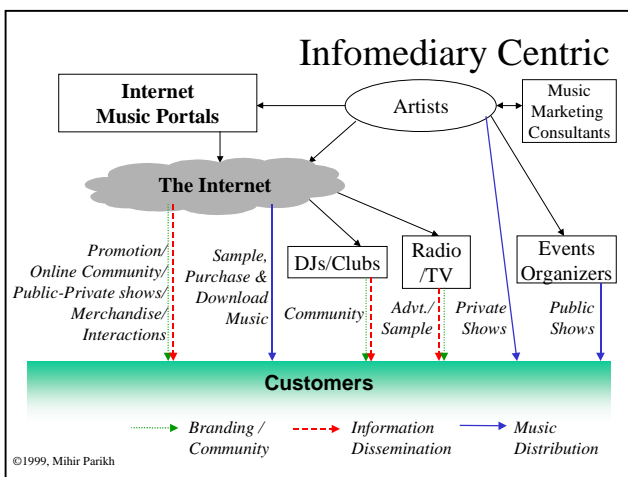 Infomediary Centric
Internet
Music Portals
Artists
Music
Marketing
Consultants
The Internet
DJs/Clubs
Radio
/TV
Events
Organizers
Promotion/
Online Community/
Public-Private shows/
Merchandise/
Interactions
Sample,
Purchase &
Download
Music
Community
Advt./
Sample
Private
Shows
Public
Shows
Customers
Branding /
Community
Information
Dissemination
Music
Distribution
©1999, Mihir Parikh